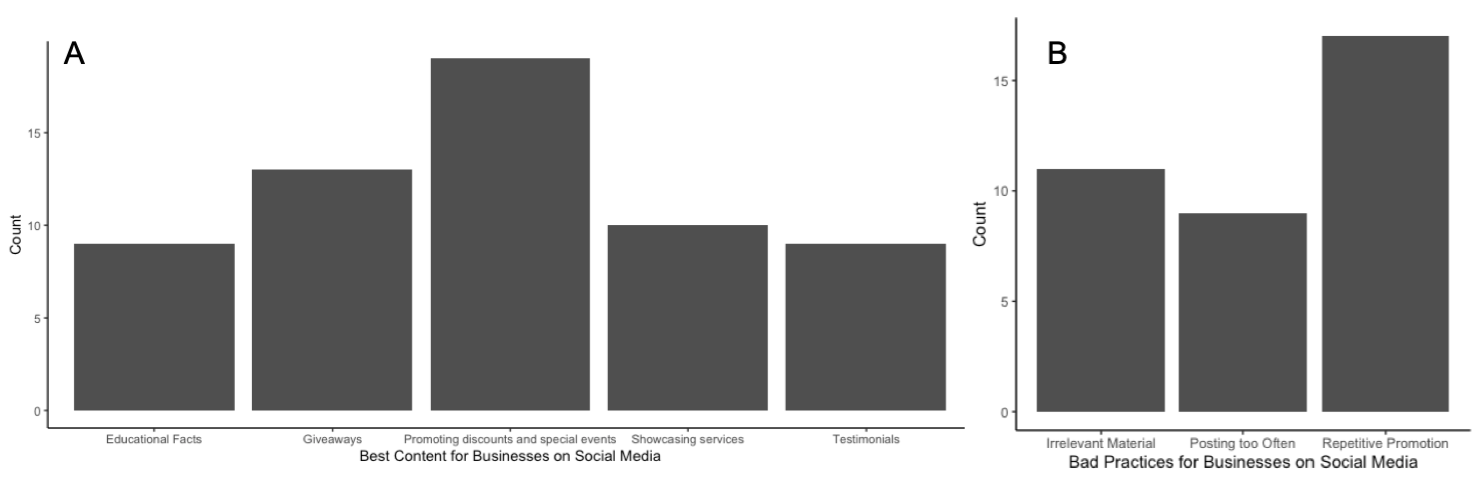 A
Count
15
10
5
0
Educational Facts
Giveaways
Promoting discounts and special events
Showcasing services
Testimonials
Best Content for Businesses on Social Media
B
Count
15
10
5
0
Irrelevant Material
Posting too Often
Repetitive Promotion
Bad Practices for Businesses on Social Media